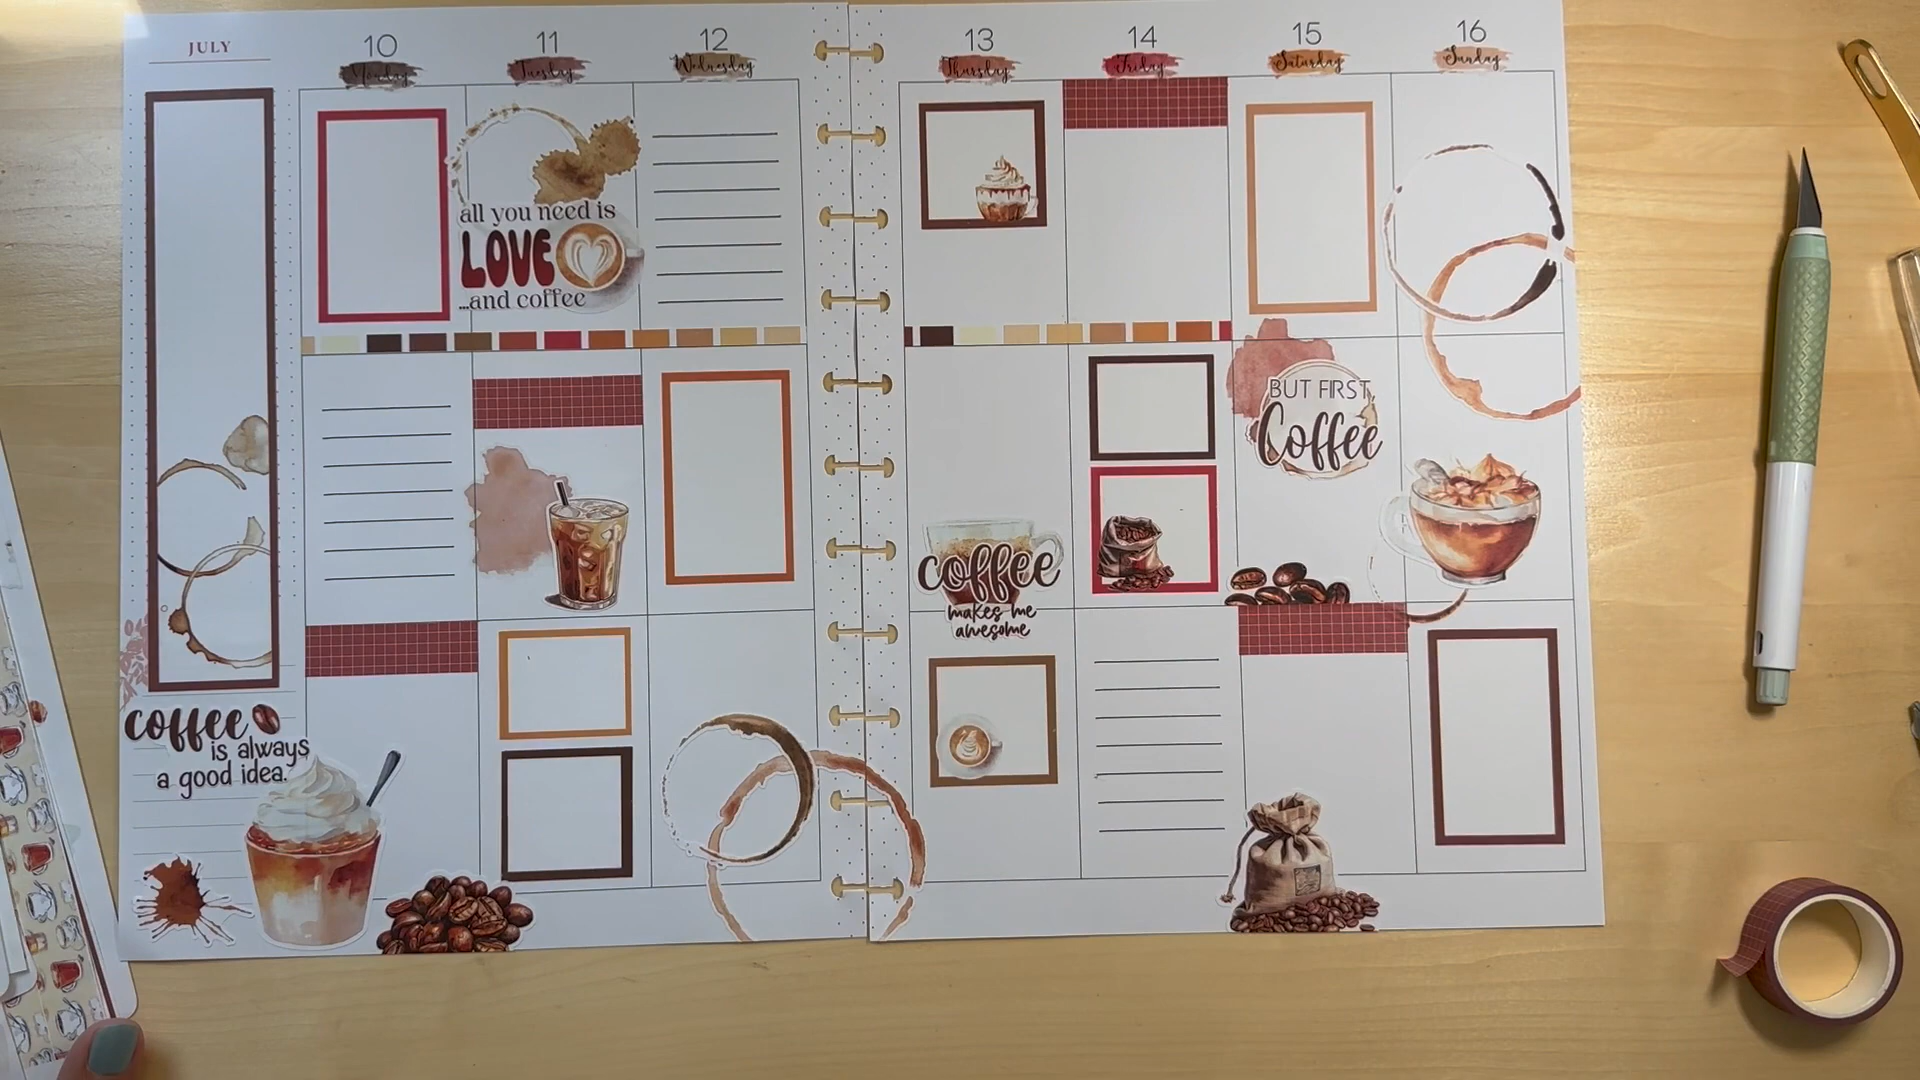 JULY
10
Monday
11
Tuesday
12
Wednesday
13
Thursday
14
Friday
15
Saturday
16
Sunday
all you need is
LOVE
...and coffee
BUT FIRST,
Coffee
coffee
makes me
awesome
coffee
is always
a good idea.